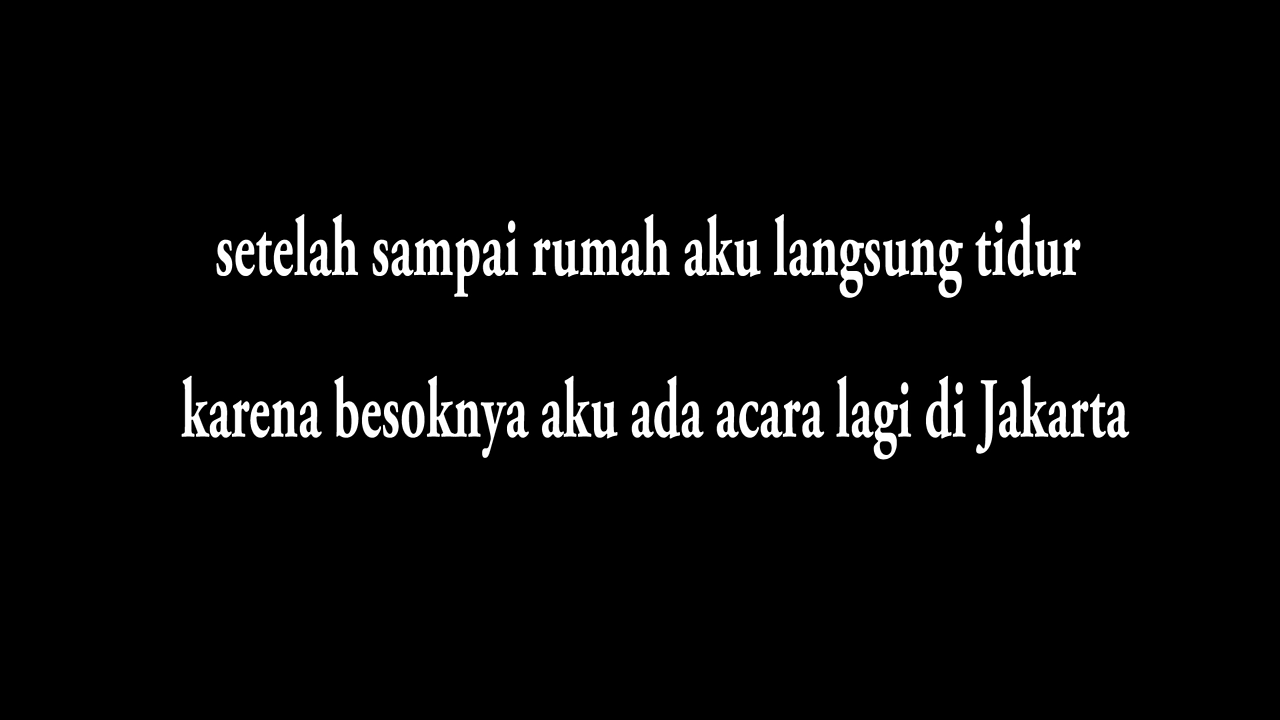 setelah sampai rumah aku langsung tidur
karena besoknya aku ada acara lagi di Jakarta